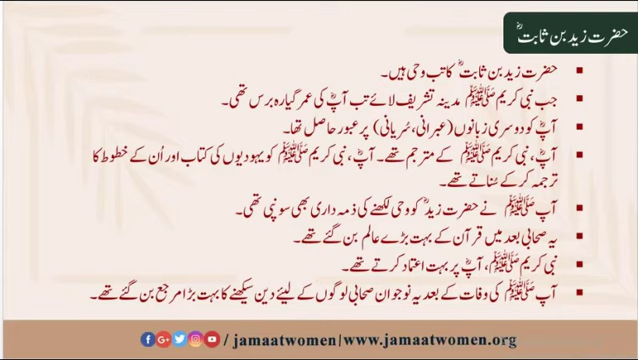 حضرت زید بن ثابتؓ
حضرت زید بن ثابتؓ کاتب وحی ہیں۔
جب نبی کریم ﷺ مدینہ تشریف لائے تب آپؓ کی عمر گیارہ برس تھی۔
آپؓ کو دوسری زبانوں (عبرانی، سُریانی) پر عبور حاصل تھا۔
آپؓ، نبی کریم ﷺ کے مترجم تھے۔ آپؓ، نبی کریم ﷺ کو یہودیوں کی کتاب اور اُن کے خطوط کا
ترجمہ کر کے سُناتے تھے۔
آپ ﷺ نے حضرت زیدؓ کو وحی لکھنے کی ذمہ داری بھی سونپی تھی۔
یہ صحابی بعد میں قرآن کے بہت بڑے عالم بن گئے تھے۔
نبی کریم ﷺ، آپؓ پر بہت اعتماد کرتے تھے۔
آپ ﷺ کی وفات کے بعد یہ نوجوان صحابی لوگوں کے لیئے دین سیکھنے کا بہت بڑا مرجع بن گئے تھے۔
/ jamaatwomen | www.jamaatwomen.org